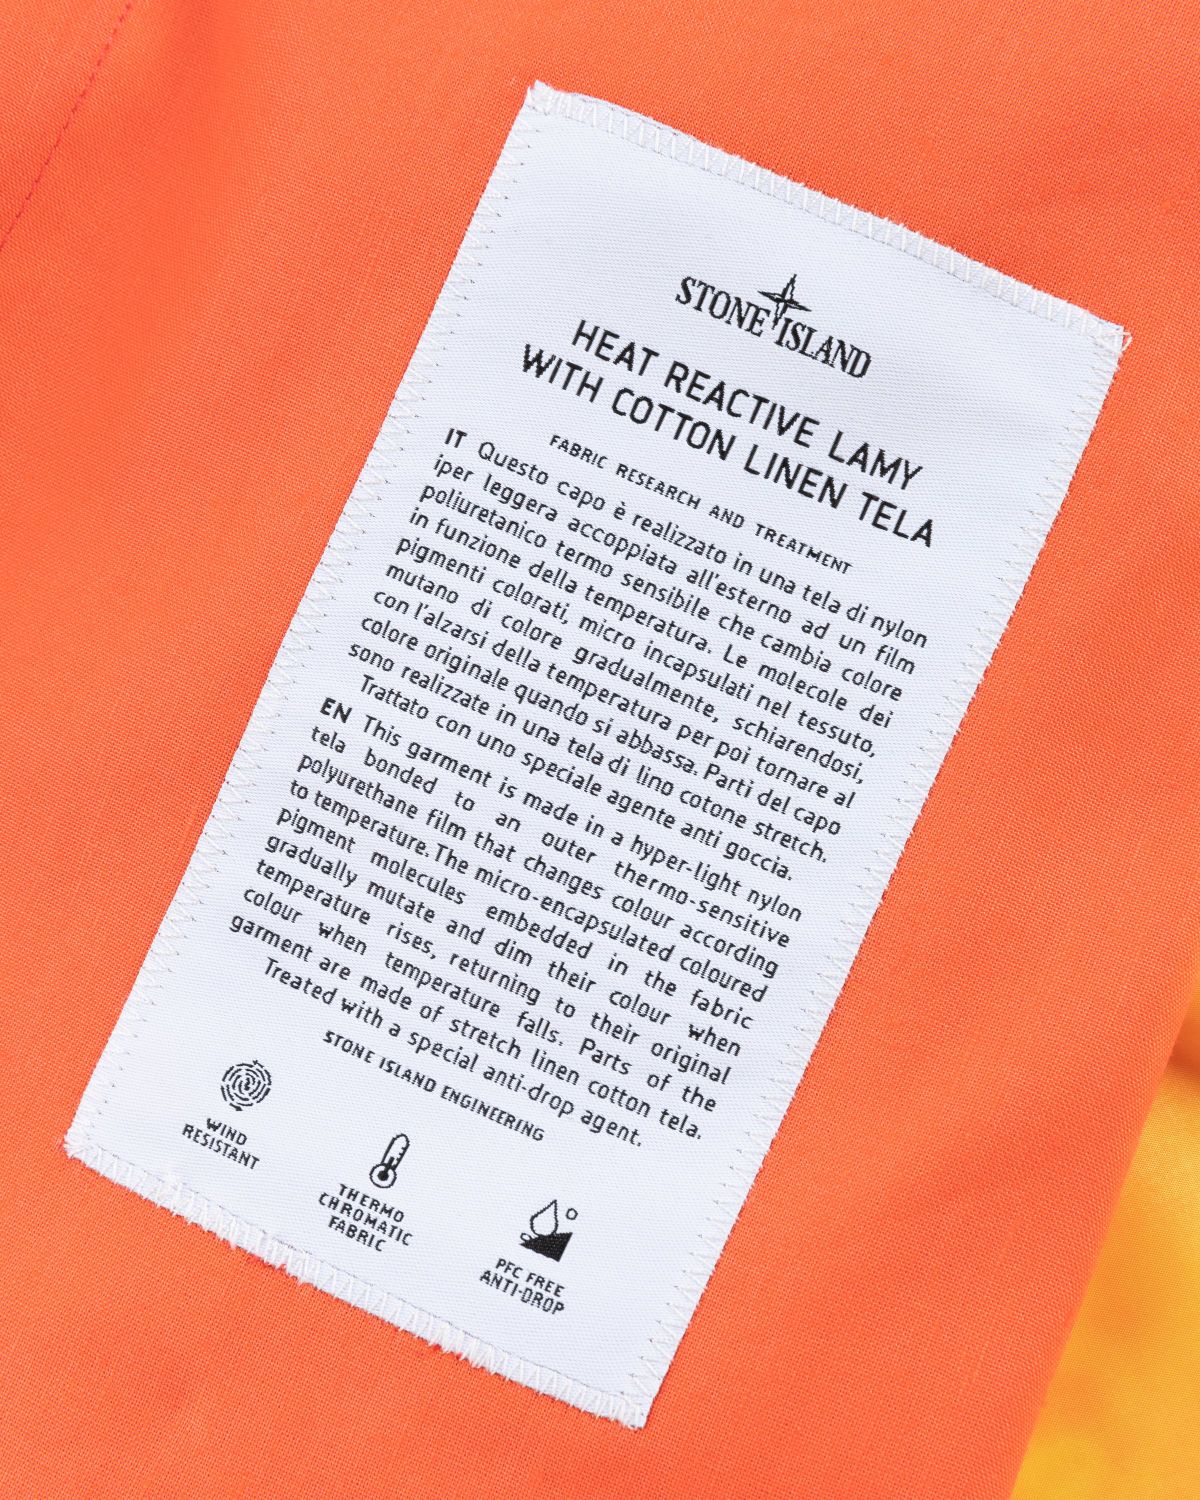 STONE ISLAND
HEAT REACTIVE LAMY
WITH COTTON LINEN TELA
FABRIC RESEARCH AND TREATMENT
IT Questo capo è realizzato in una tela di nylon
iper leggera accoppiata all'esterno ad un film
poliuretanico termo sensibile che cambia colore
in funzione della temperatura. Le molecole dei
pigmenti colorati, micro incapsulati nel tessuto,
mutano di colore gradualmente, schiarendosi,
con l'alzarsi della temperatura per poi tornare al
colore originale quando si abbassa. Parti del capo
sono realizzate in una tela di lino cotone stretch.
Trattato con uno speciale agente anti goccia.
EN This garment is made in a hyper-light nylon
tela bonded to an outer thermo-sensitive
polyurethane film that changes colour according
to temperature. The micro-encapsulated coloured
pigment molecules embedded in the fabric
gradually mutate and dim their colour when
temperature rises, returning to their original
colour when temperature falls. Parts of the
garment are made of stretch linen cotton tela.
Treated with a special anti-drop agent.
STONE ISLAND ENGINEERING
WIND
RESISTANT
THERMO
CHROMATIC
FABRIC
PFC FREE
ANTI-DROP